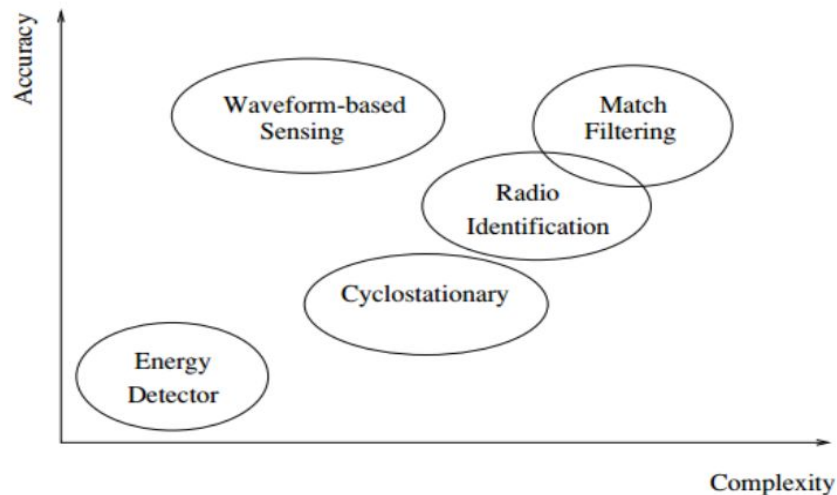 Accuracy
Waveform-based
Sensing
Match
Filtering
Radio
Identification
Cyclostationary
Energy
Detector
Complexity